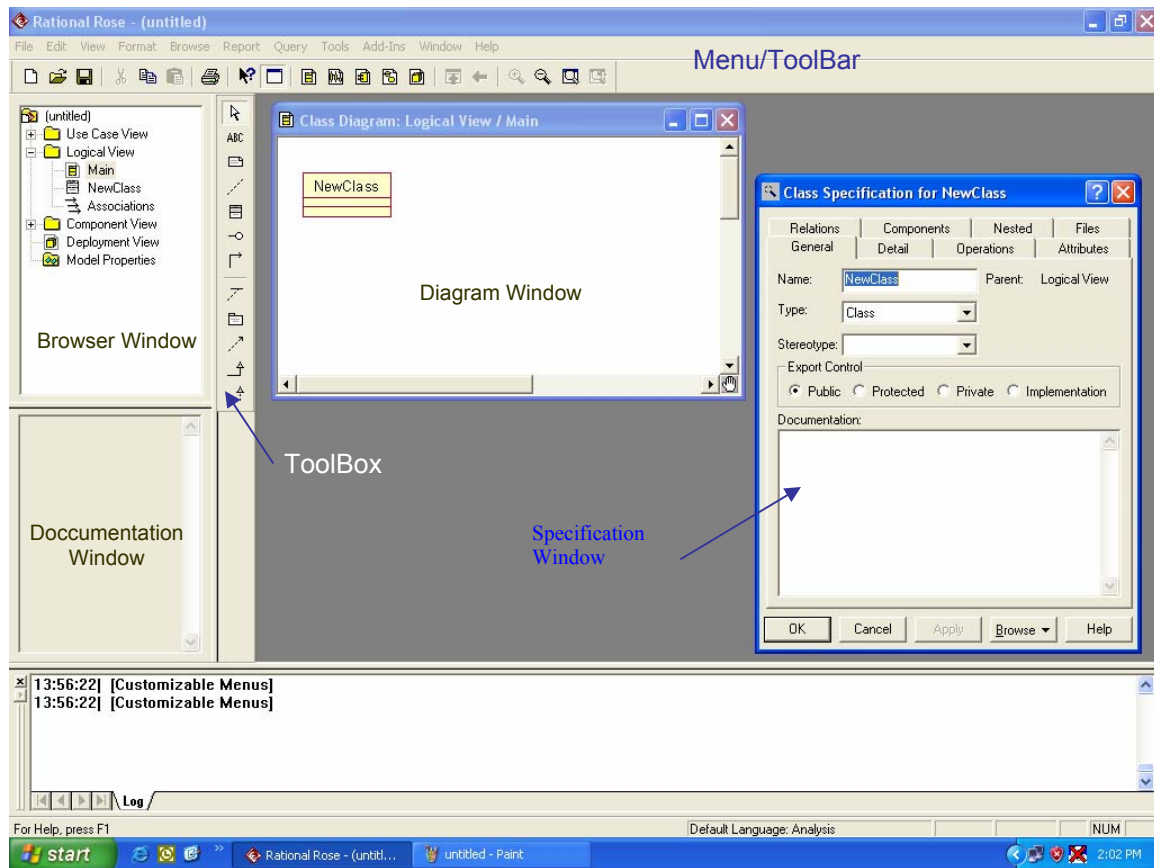 Rational Rose - (untitled)
File Edit View Format Browse Report Query Tools Add-Ins Window Help
Menu/ToolBar
(untitled)
Use Case View
Logical View
Main
NewClass
Associations
Component View
Deployment View
Model Properties
Browser Window
ABC
Class Diagram: Logical View / Main
NewClass
Diagram Window
ToolBox
Doccumentation
Window
Specification
Window
Class Specification for NewClass
Relations Components Nested Files
General Detail Operations Attributes
Name: NewClass Parent: Logical View
Type: Class
Stereotype:
Export Control
Public Protected Private Implementation
Documentation:
OK Cancel Apply Browse Help
13:56:22| [Customizable Menus]
13:56:22| [Customizable Menus]
Log
For Help, press F1 Default Language: Analysis NUM
start Rational Rose - (untitl... untitled - Paint 2:02 PM